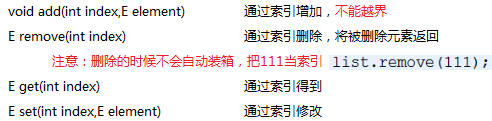 void add(int index,E element) 通过索引增加，不能越界
E remove(int index) 通过索引删除，将被删除元素返回
注意：删除的时候不会自动装箱，把111当索引 list.remove(111);
E get(int index) 通过索引得到
E set(int index,E element) 通过索引修改